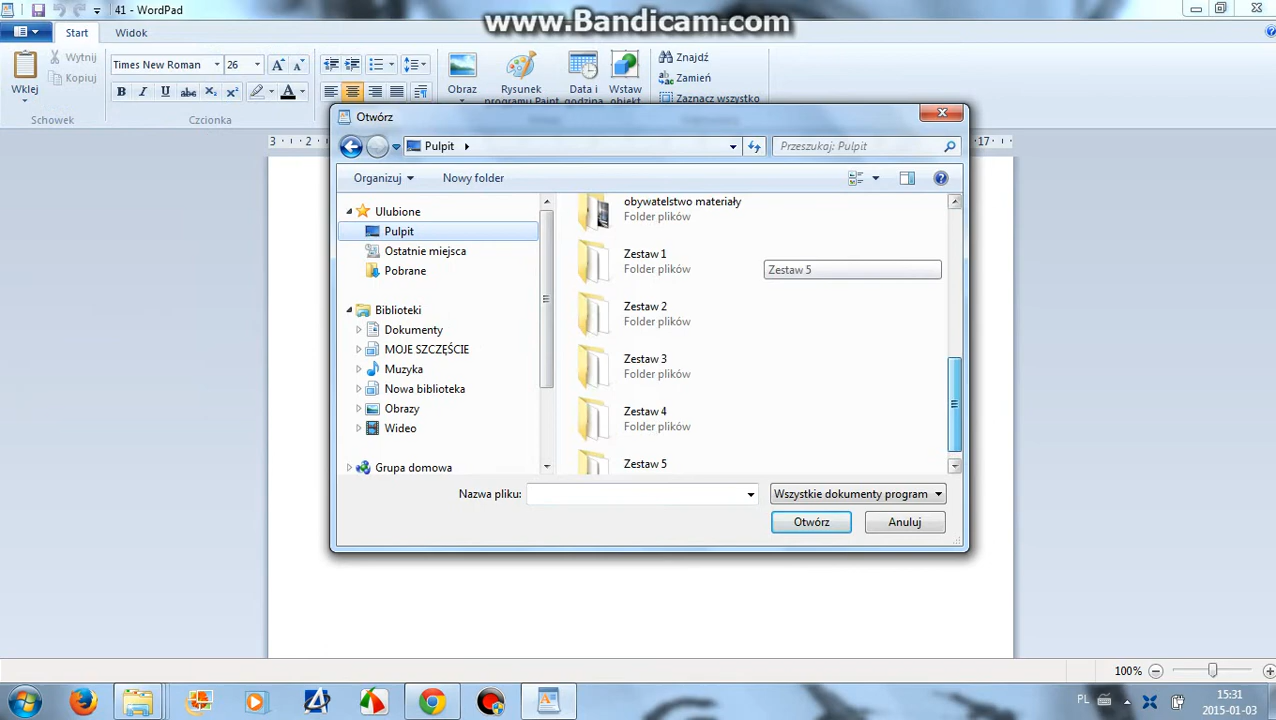 www.Bandicam.com
41 - WordPad
Start
Widok
Wklej
Wytnij
Kopiuj
Schowek
Times New Roman
26
Czcionka
Obraz
Rysunek
programu Paint
Data i
godzina
Wstaw
obiekt
Znajdź
Zamień
Zaznacz wszystko
3 2 17
Otwórz
Pulpit
Przeszukaj: Pulpit
Organizuj
Nowy folder
Ulubione
Pulpit
Ostatnie miejsca
Pobrane
Biblioteki
Dokumenty
MOJE SZCZĘŚCIE
Muzyka
Nowa biblioteka
Obrazy
Wideo
Grupa domowa
obywatelstwo materiały
Folder plików
Zestaw 1
Folder plików
Zestaw 5
Zestaw 2
Folder plików
Zestaw 3
Folder plików
Zestaw 4
Folder plików
Zestaw 5
Nazwa pliku:
Wszystkie dokumenty program
Otwórz
Anuluj
100%
PL
15:31
2015-01-03